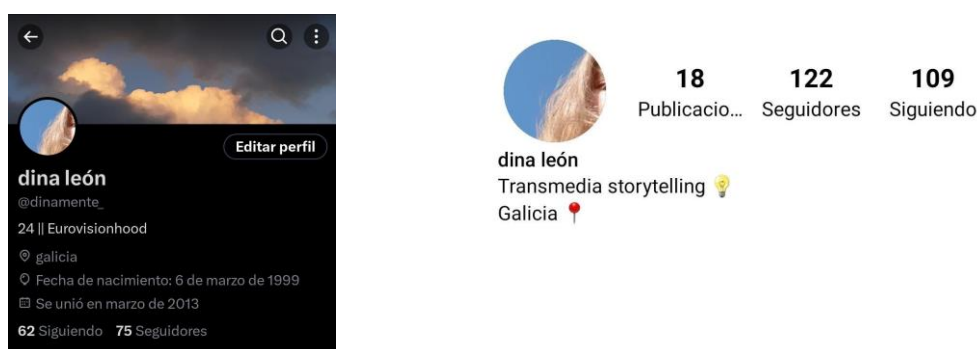 Editar perfil
dina león
@dinamente_
24 || Eurovisionhood
galicia
Fecha de nacimiento: 6 de marzo de 1999
Se unió en marzo de 2013
62 Siguiendo 75 Seguidores
18 122 109
Publicacio... Seguidores Siguiendo
dina león
Transmedia storytelling 💡
Galicia 📍